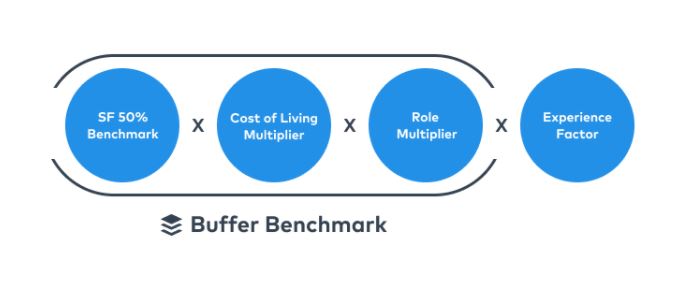 SF 50%
Benchmark
X
Cost of Living
Multiplier
X
Role
Multiplier
X
Experience
Factor
Buffer Benchmark